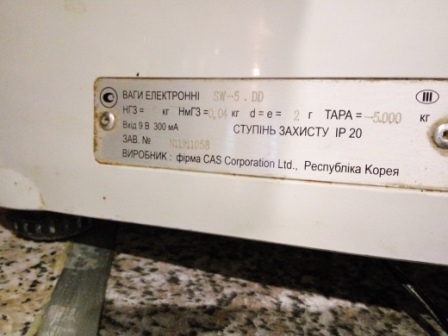 ВАГИ ЕЛЕКТРОННІ SW-5.DD
НГЗ = кг НмГЗ = 0,04 кг d = e = 2 г ТАРА = -5.000 кг
Вхід 9 В 300 мА СТУПІНЬ ЗАХИСТУ IP 20
ЗАВ. №
ВИРОБНИК : фірма CAS Corporation Ltd., Республіка Корея
III